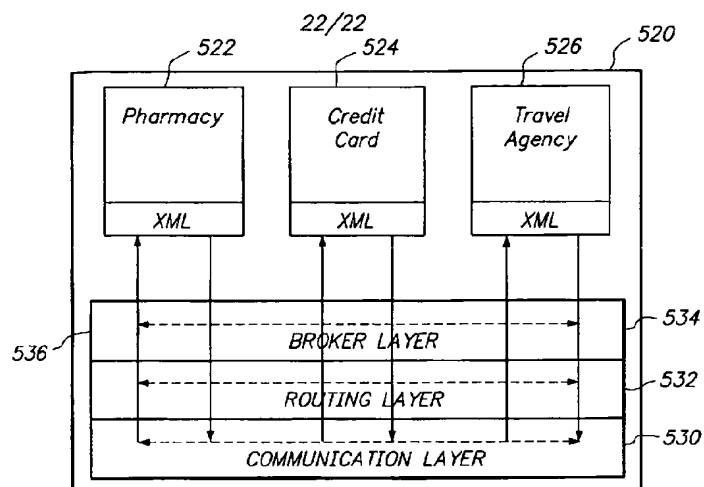 22/22
522
524
526
520
Pharmacy
Credit
Card
Travel
Agency
XML
XML
XML
536
BROKER LAYER
534
ROUTING LAYER
532
COMMUNICATION LAYER
530